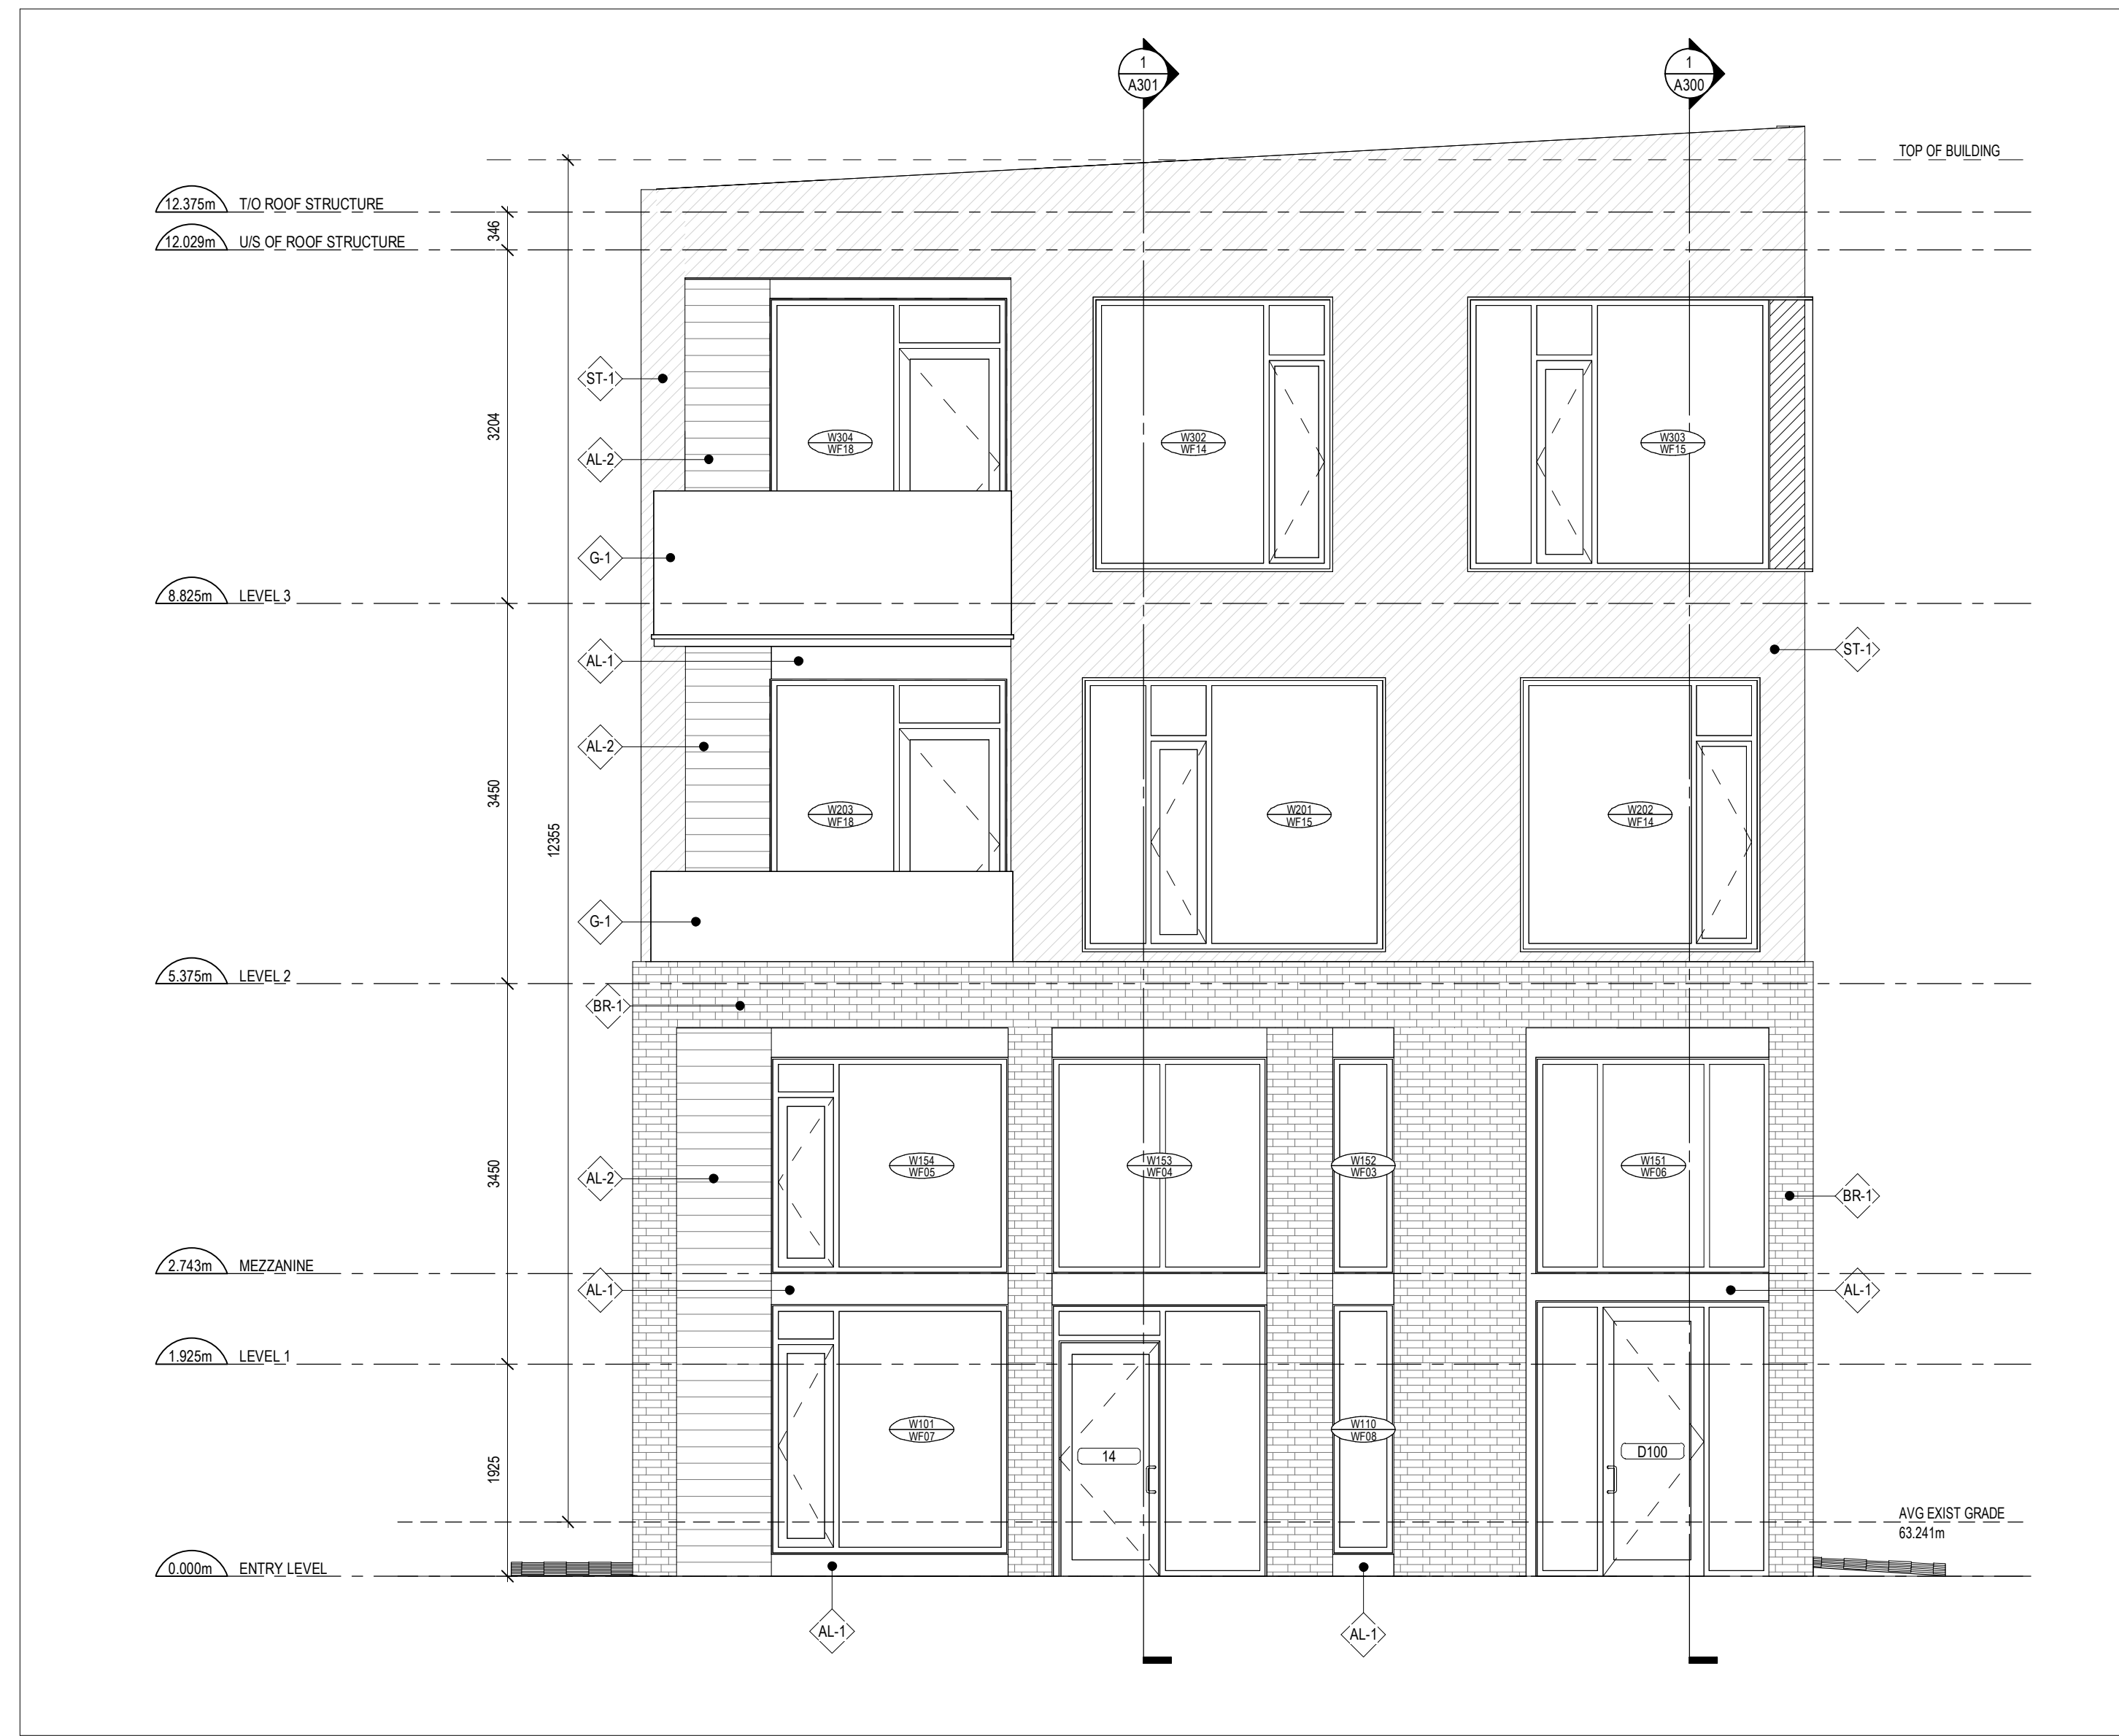 1
A301
1
A300
TOP OF BUILDING
12.375m T/O ROOF STRUCTURE
346
12.029m U/S OF ROOF STRUCTURE
ST-1
3204
W304
WF18
W302
WF14
W303
WF15
AL-2
G-1
8.825m LEVEL 3
AL-1
ST-1
AL-2
3450
12355
W203
WF18
W201
WF15
W202
WF14
G-1
5.375m LEVEL 2
BR-1
3450
AL-2
W154
WF05
W153
WF04
W152
WF03
W151
WF06
BR-1
2.743m MEZZANINE
AL-1
AL-1
1.925m LEVEL 1
1925
W101
WF07
14
W110
WF08
D100
AVG EXIST GRADE
63.241m
0.000m ENTRY LEVEL
AL-1
AL-1